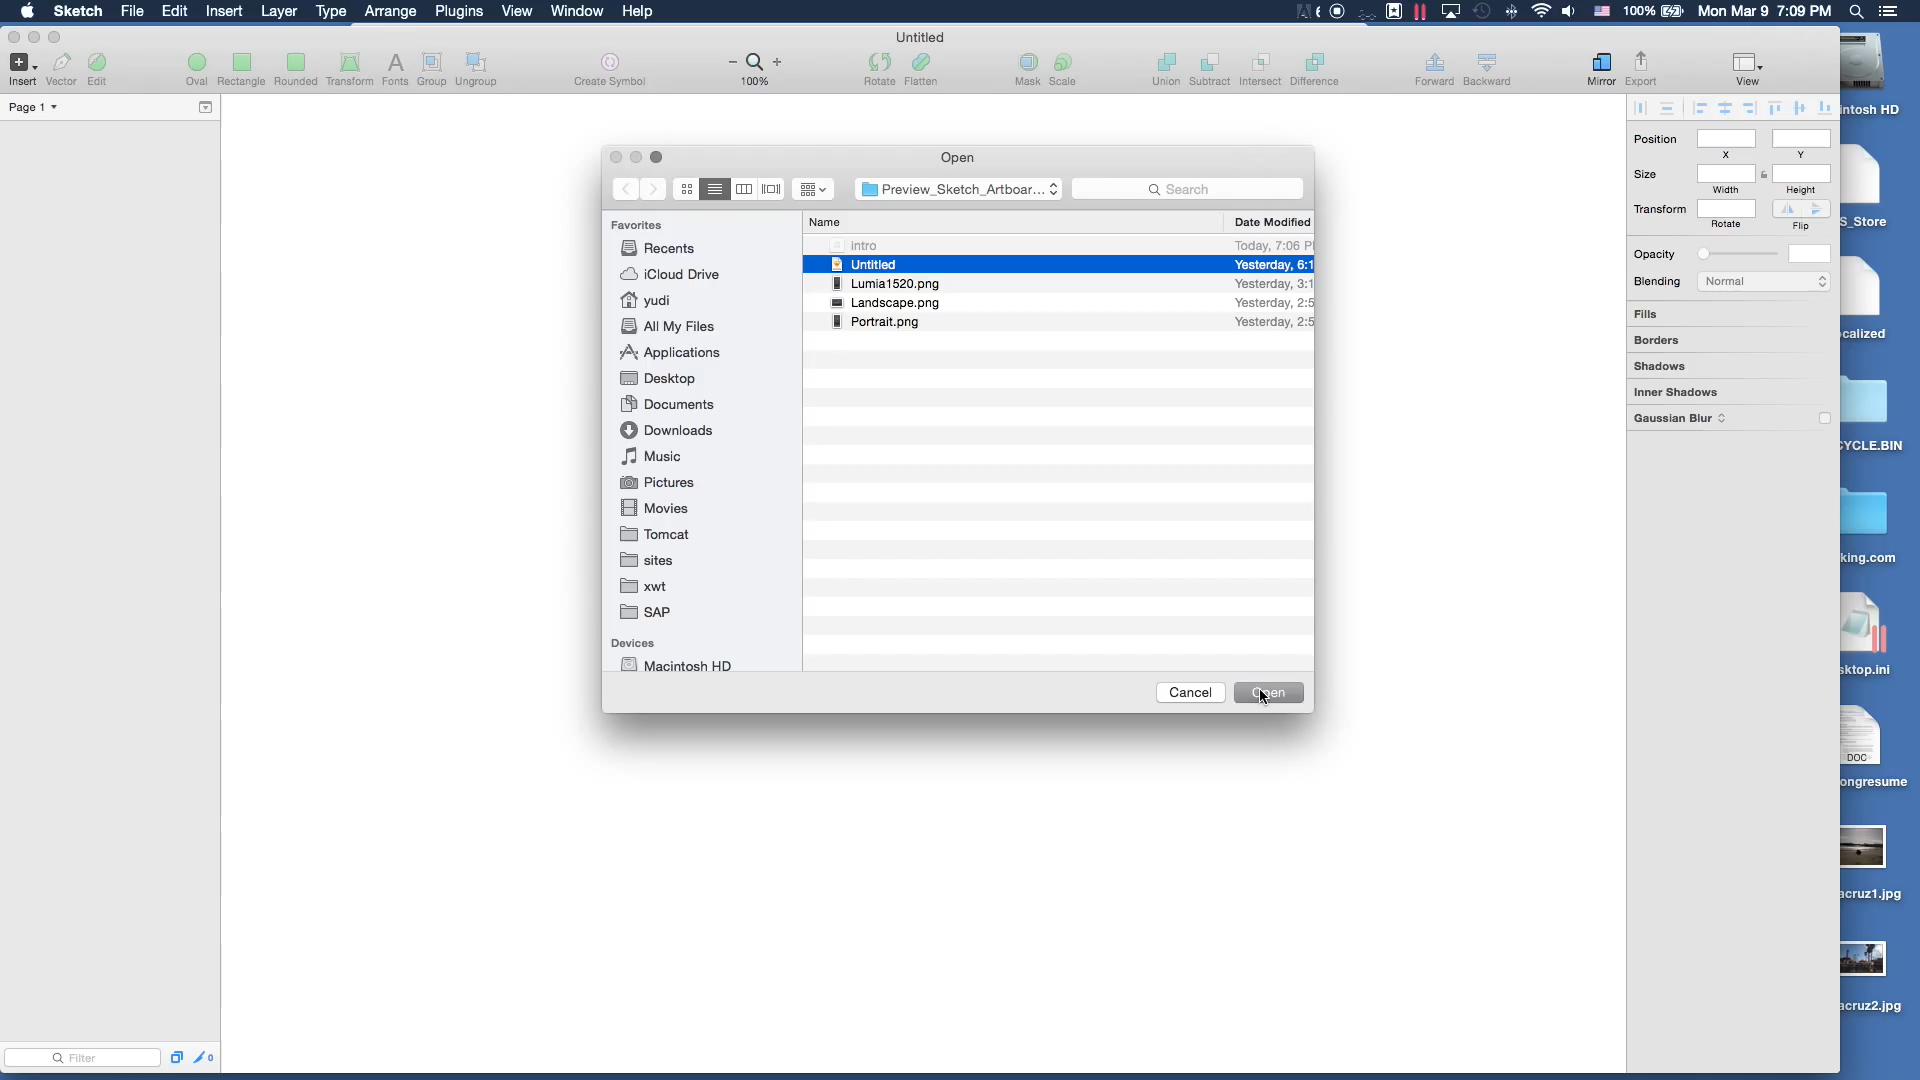 Sketch File Edit Insert Layer Type Arrange Plugins View Window Help
100% Mon Mar 9 7:09 PM
Untitled
Insert Vector Edit Oval Rectangle Rounded Transform Fonts Group Ungroup Create Symbol 100% Rotate Flatten Mask Scale Union Subtract Intersect Difference Forward Backward Mirror Export View
Page 1
Open
Preview_Sketch_Artboar...
Search
Favorites
Recents
iCloud Drive
yudi
All My Files
Applications
Desktop
Documents
Downloads
Music
Pictures
Movies
Tomcat
sites
xwt
SAP
Devices
Macintosh HD
Name Date Modified
intro Today, 7:06 P
Untitled Yesterday, 6:1
Lumia1520.png Yesterday, 3:1
Landscape.png Yesterday, 2:5
Portrait.png Yesterday, 2:5
Cancel Open
Position
X Y
Size
Width Height
Transform
Rotate Flip
Opacity
Blending Normal
Fills
Borders
Shadows
Inner Shadows
Gaussian Blur
Filter
0
intosh HD
S_Store
calized
YCLE.BIN
king.com
sktop.ini
DOC
ongresume
acruz1.jpg
acruz2.jpg